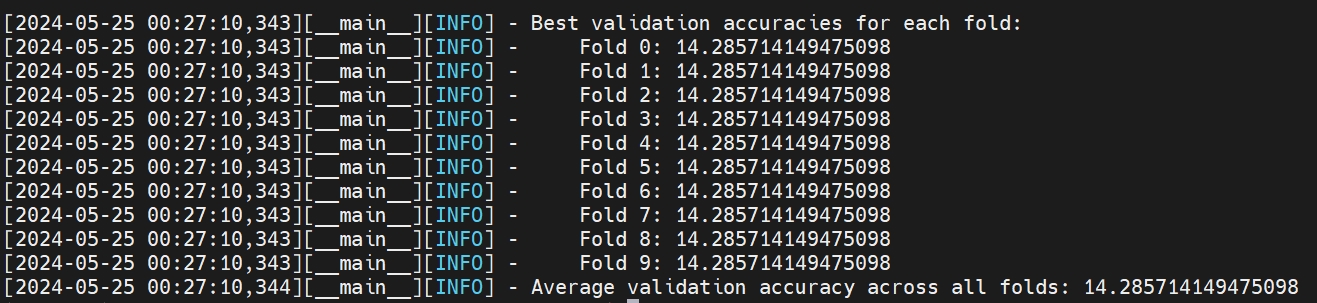 [2024-05-25 00:27:10,343][__main__][INFO] - Best validation accuracies for each fold:
[2024-05-25 00:27:10,343][__main__][INFO] -     Fold 0: 14.285714149475098
[2024-05-25 00:27:10,343][__main__][INFO] -     Fold 1: 14.285714149475098
[2024-05-25 00:27:10,343][__main__][INFO] -     Fold 2: 14.285714149475098
[2024-05-25 00:27:10,343][__main__][INFO] -     Fold 3: 14.285714149475098
[2024-05-25 00:27:10,343][__main__][INFO] -     Fold 4: 14.285714149475098
[2024-05-25 00:27:10,343][__main__][INFO] -     Fold 5: 14.285714149475098
[2024-05-25 00:27:10,343][__main__][INFO] -     Fold 6: 14.285714149475098
[2024-05-25 00:27:10,343][__main__][INFO] -     Fold 7: 14.285714149475098
[2024-05-25 00:27:10,343][__main__][INFO] -     Fold 8: 14.285714149475098
[2024-05-25 00:27:10,343][__main__][INFO] -     Fold 9: 14.285714149475098
[2024-05-25 00:27:10,344][__main__][INFO] - Average validation accuracy across all folds: 14.285714149475098